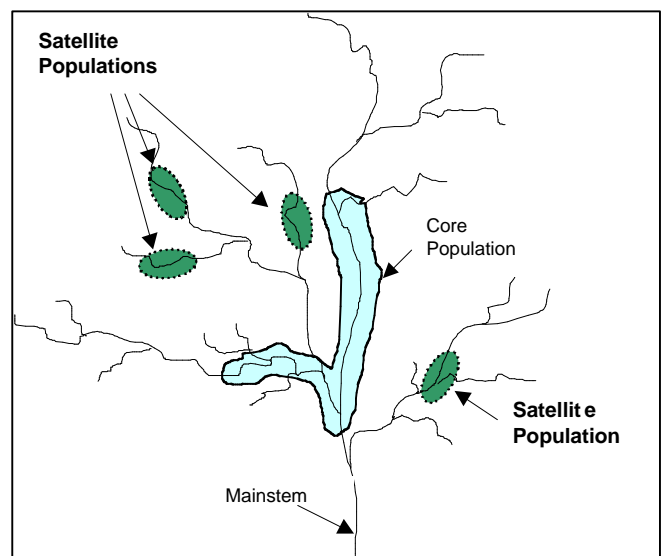 Satellite
Populations
Core
Population
Satellit e
Population
Mainstem